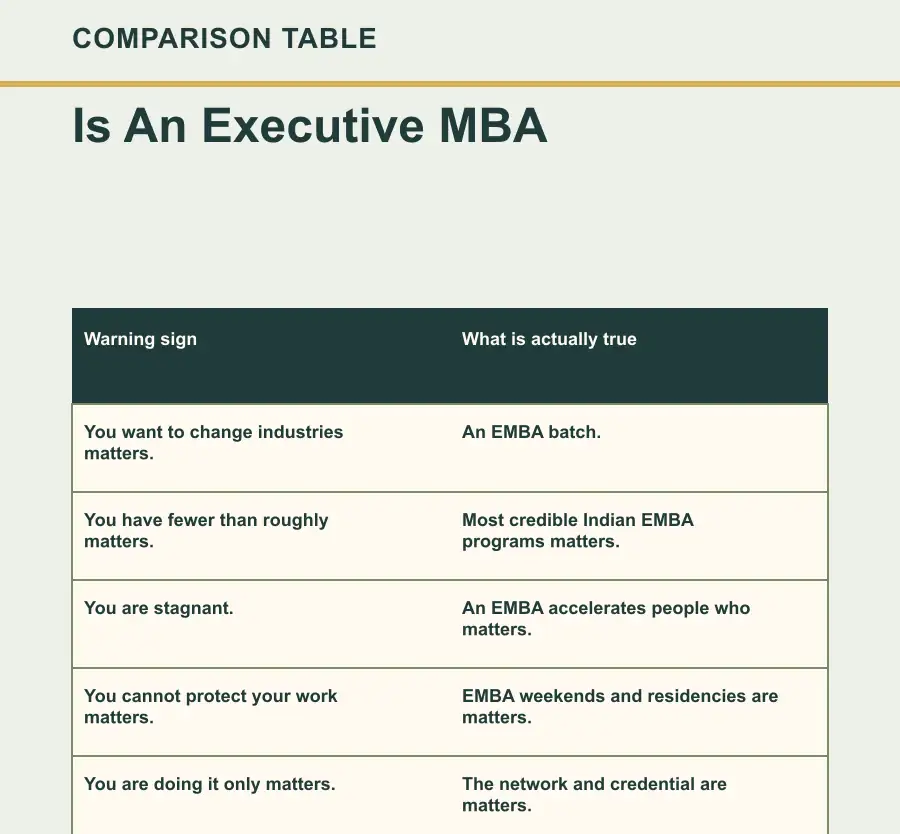 COMPARISON TABLE
Is An Executive MBA
Warning sign
What is actually true
You want to change industries
matters.
An EMBA batch.
You have fewer than roughly
matters.
Most credible Indian EMBA
programs matters.
You are stagnant.
An EMBA accelerates people who
matters.
You cannot protect your work
matters.
EMBA weekends and residencies are
matters.
You are doing it only matters.
The network and credential are
matters.